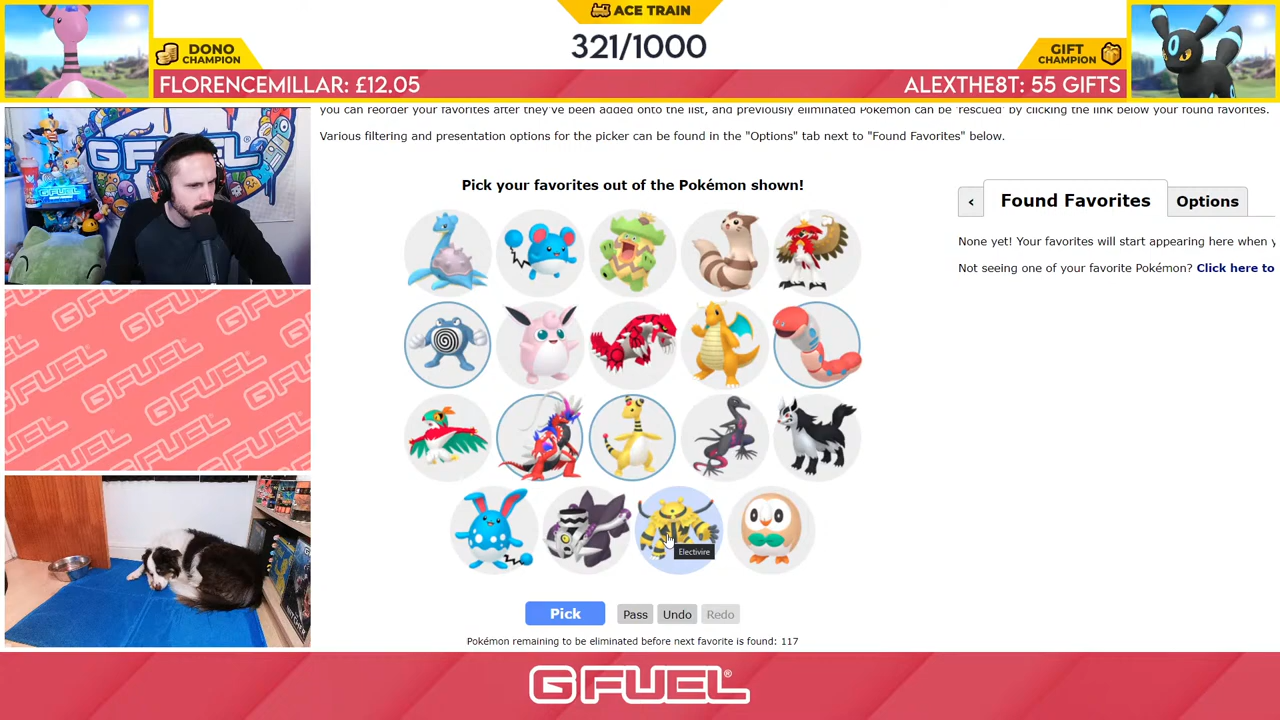 ACE TRAIN
321/1000
DONO
CHAMPION
GIFT
CHAMPION
FLORENCEMILLAR: £12.05
ALEXTHE8T: 55 GIFTS
you can reorder your favorites after they've been added onto the list, and previously eliminated Pokémon can be 'rescued' by clicking the link below your found favorites.
Various filtering and presentation options for the picker can be found in the "Options" tab next to "Found Favorites" below.
Pick your favorites out of the Pokémon shown!
Found Favorites
Options
None yet! Your favorites will start appearing here when
Not seeing one of your favorite Pokémon? Click here to
Electivire
Pick
Pass
Undo
Redo
Pokémon remaining to be eliminated before next favorite is found: 117
G FUEL
G FUEL
G FUEL®